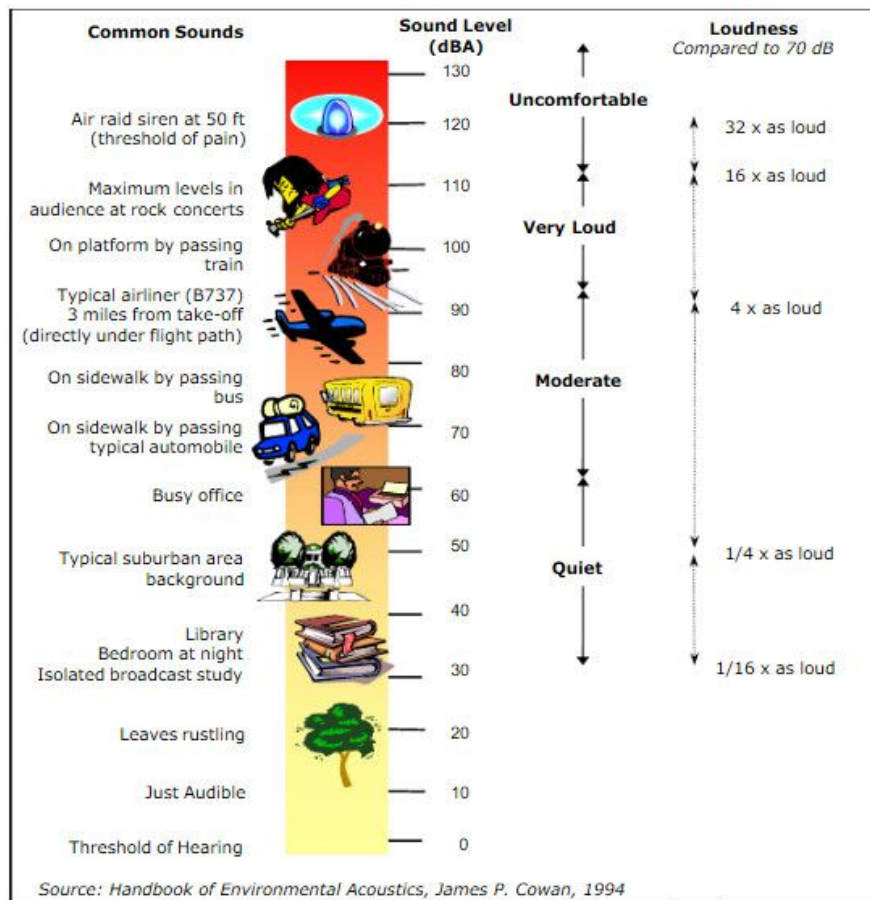 Common Sounds
Sound Level
(dBA)
Loudness
Compared to 70 dB
130
Uncomfortable
Air raid siren at 50 ft
(threshold of pain)
120
32 x as loud
Maximum levels in
audience at rock concerts
110
16 x as loud
On platform by passing
train
100
Very Loud
Typical airliner (B737)
3 miles from take-off
(directly under flight path)
90
4 x as loud
On sidewalk by passing
bus
80
Moderate
On sidewalk by passing
typical automobile
70
Busy office
60
Typical suburban area
background
50
1/4 x as loud
Quiet
40
Library
Bedroom at night
Isolated broadcast study
30
1/16 x as loud
Leaves rustling
20
Just Audible
10
Threshold of Hearing
0
Source: Handbook of Environmental Acoustics, James P. Cowan, 1994